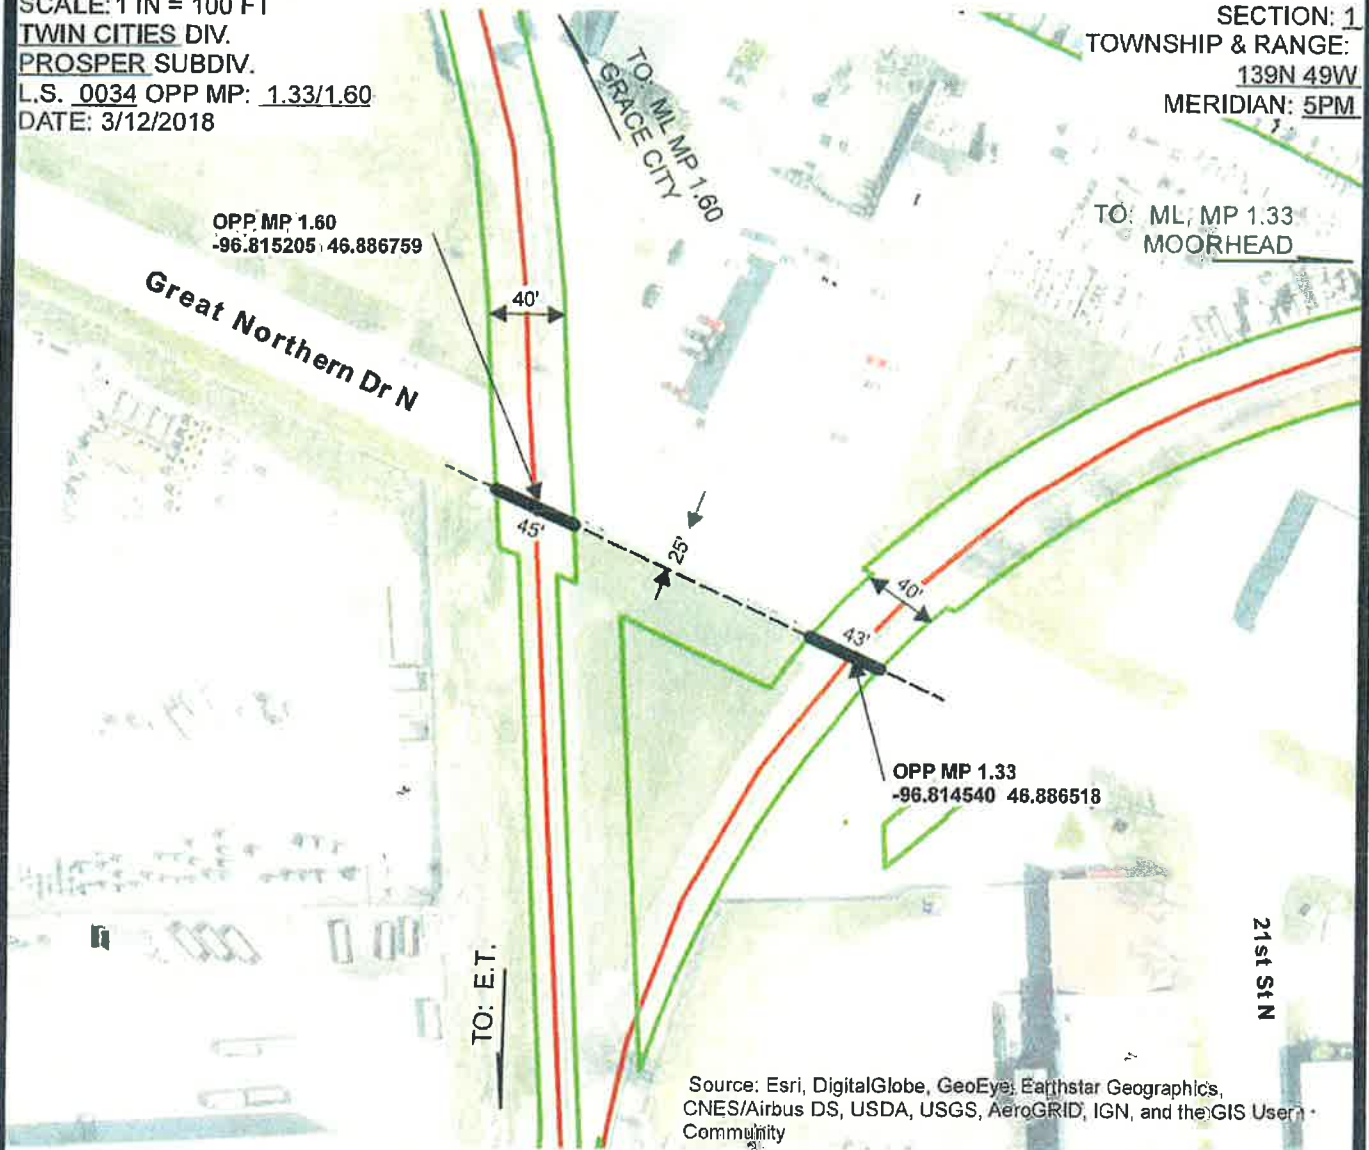 SCALE: 1 IN = 100 FT
TWIN CITIES DIV.
PROSPER SUBDIV.
L.S. 0034 OPP MP: 1.33/1.60
DATE: 3/12/2018
SECTION: 1
TOWNSHIP & RANGE:
139N 49W
MERIDIAN: 5PM
TO: ML MP 1.60
GRACE CITY
TO: ML, MP 1.33
MOORHEAD
OPP MP 1.60
-96.815205 46.886759
Great Northern Dr N
40'
45'
25'
40'
43'
OPP MP 1.33
-96.814540 46.886518
TO: E.T.
21st St N
Source: Esri, DigitalGlobe, GeoEye, Earthstar Geographics,
CNES/Airbus DS, USDA, USGS, AeroGRID, IGN, and the GIS User
Community